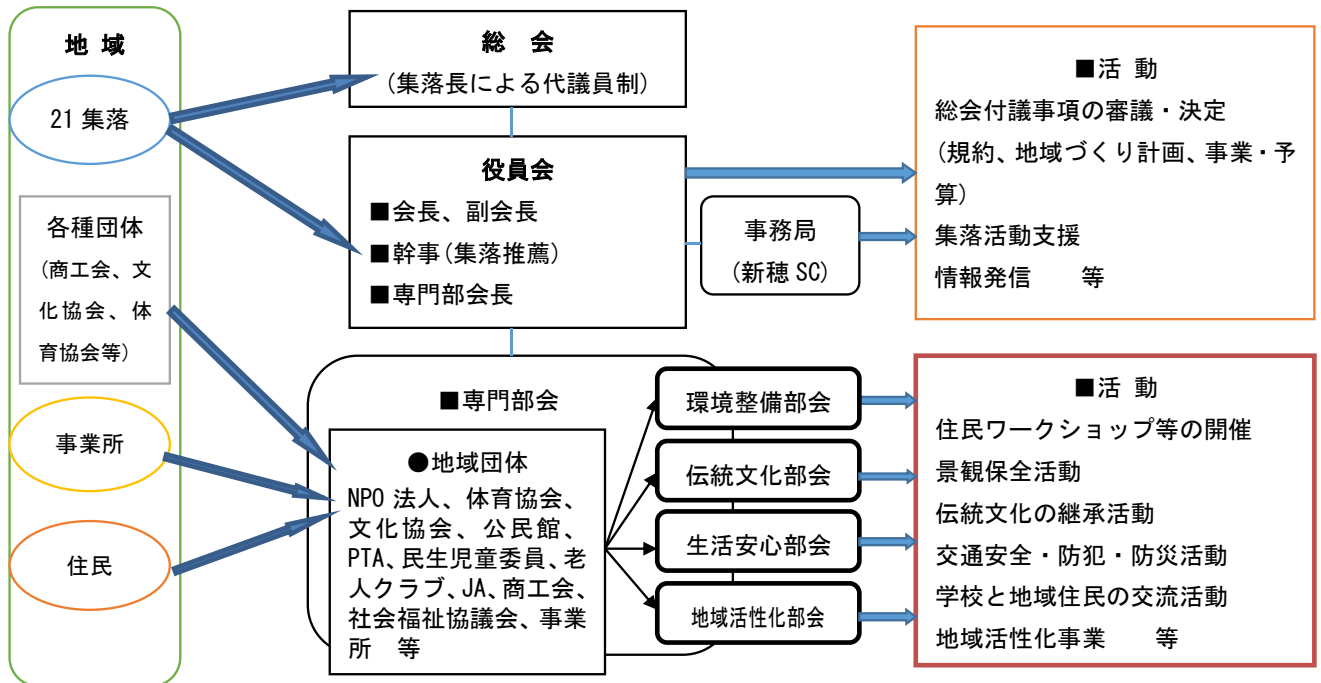 地 域
21 集落
各種団体
(商工会、文
化協会、体
育協会等)
事業所
住民
総　会
(集落長による代議員制)
役員会
■会長、副会長
■幹事(集落推薦)
■専門部会長
事務局
(新穂 SC)
■専門部会
●地域団体
NPO 法人、体育協会、
文化協会、公民館、
PTA、民生児童委員、老
人クラブ、JA、商工会、
社会福祉協議会、事業
所　等
環境整備部会
伝統文化部会
生活安心部会
地域活性化部会
■活 動
総会付議事項の審議・決定
(規約、地域づくり計画、事業・予
算)
集落活動支援
情報発信　　等
■活 動
住民ワークショップ等の開催
景観保全活動
伝統文化の継承活動
交通安全・防犯・防災活動
学校と地域住民の交流活動
地域活性化事業　　等